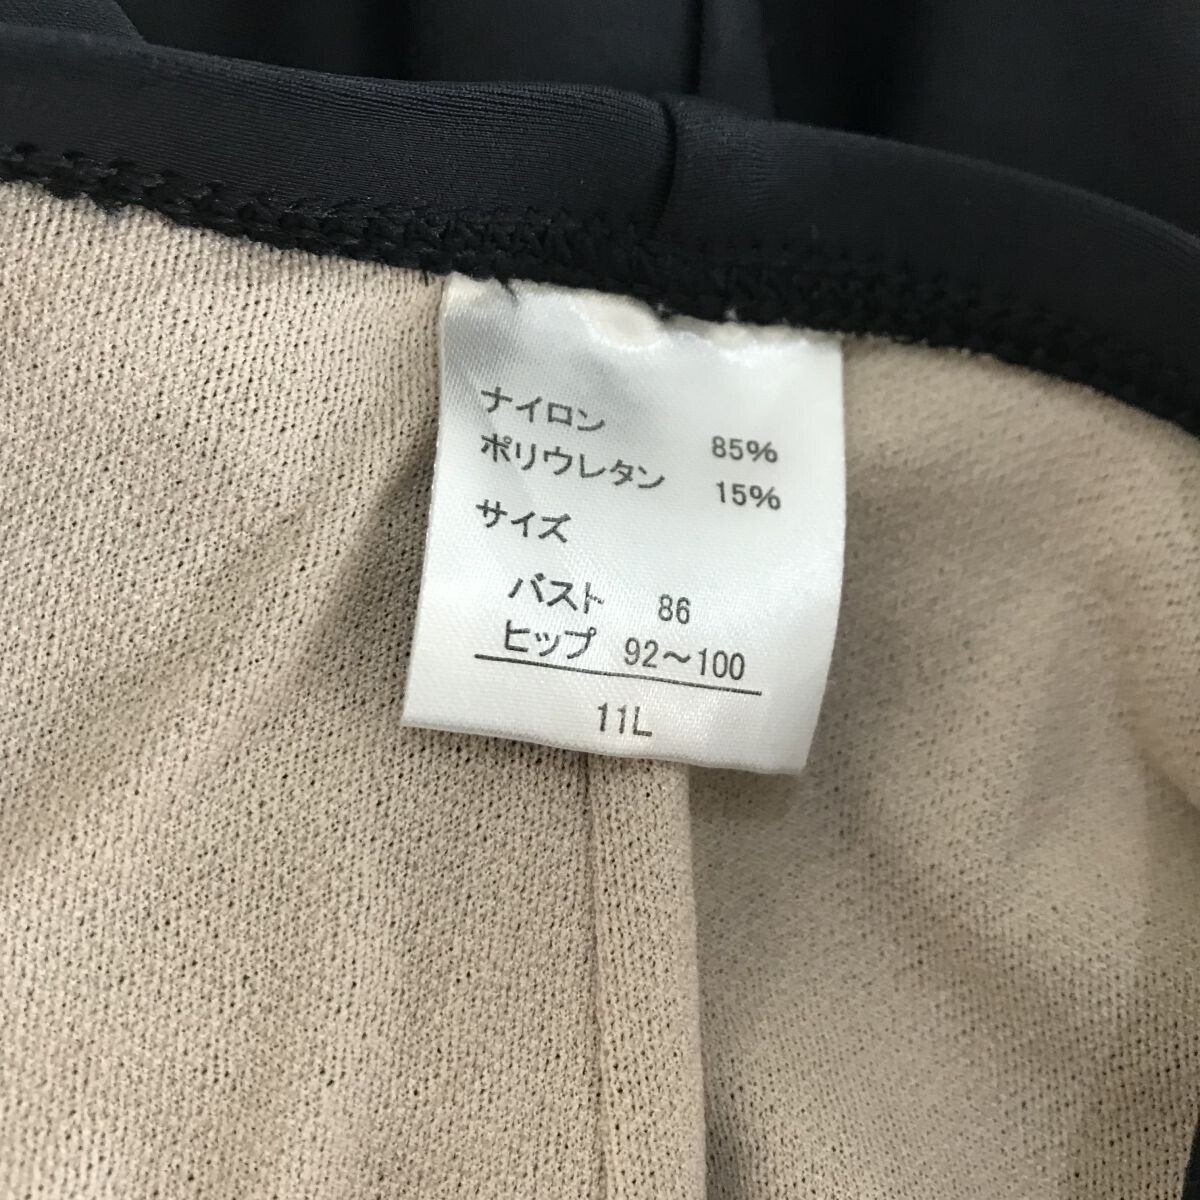 ナイロン 85%
ポリウレタン 15%
サイズ
バスト 86
ヒップ 92～100
11L